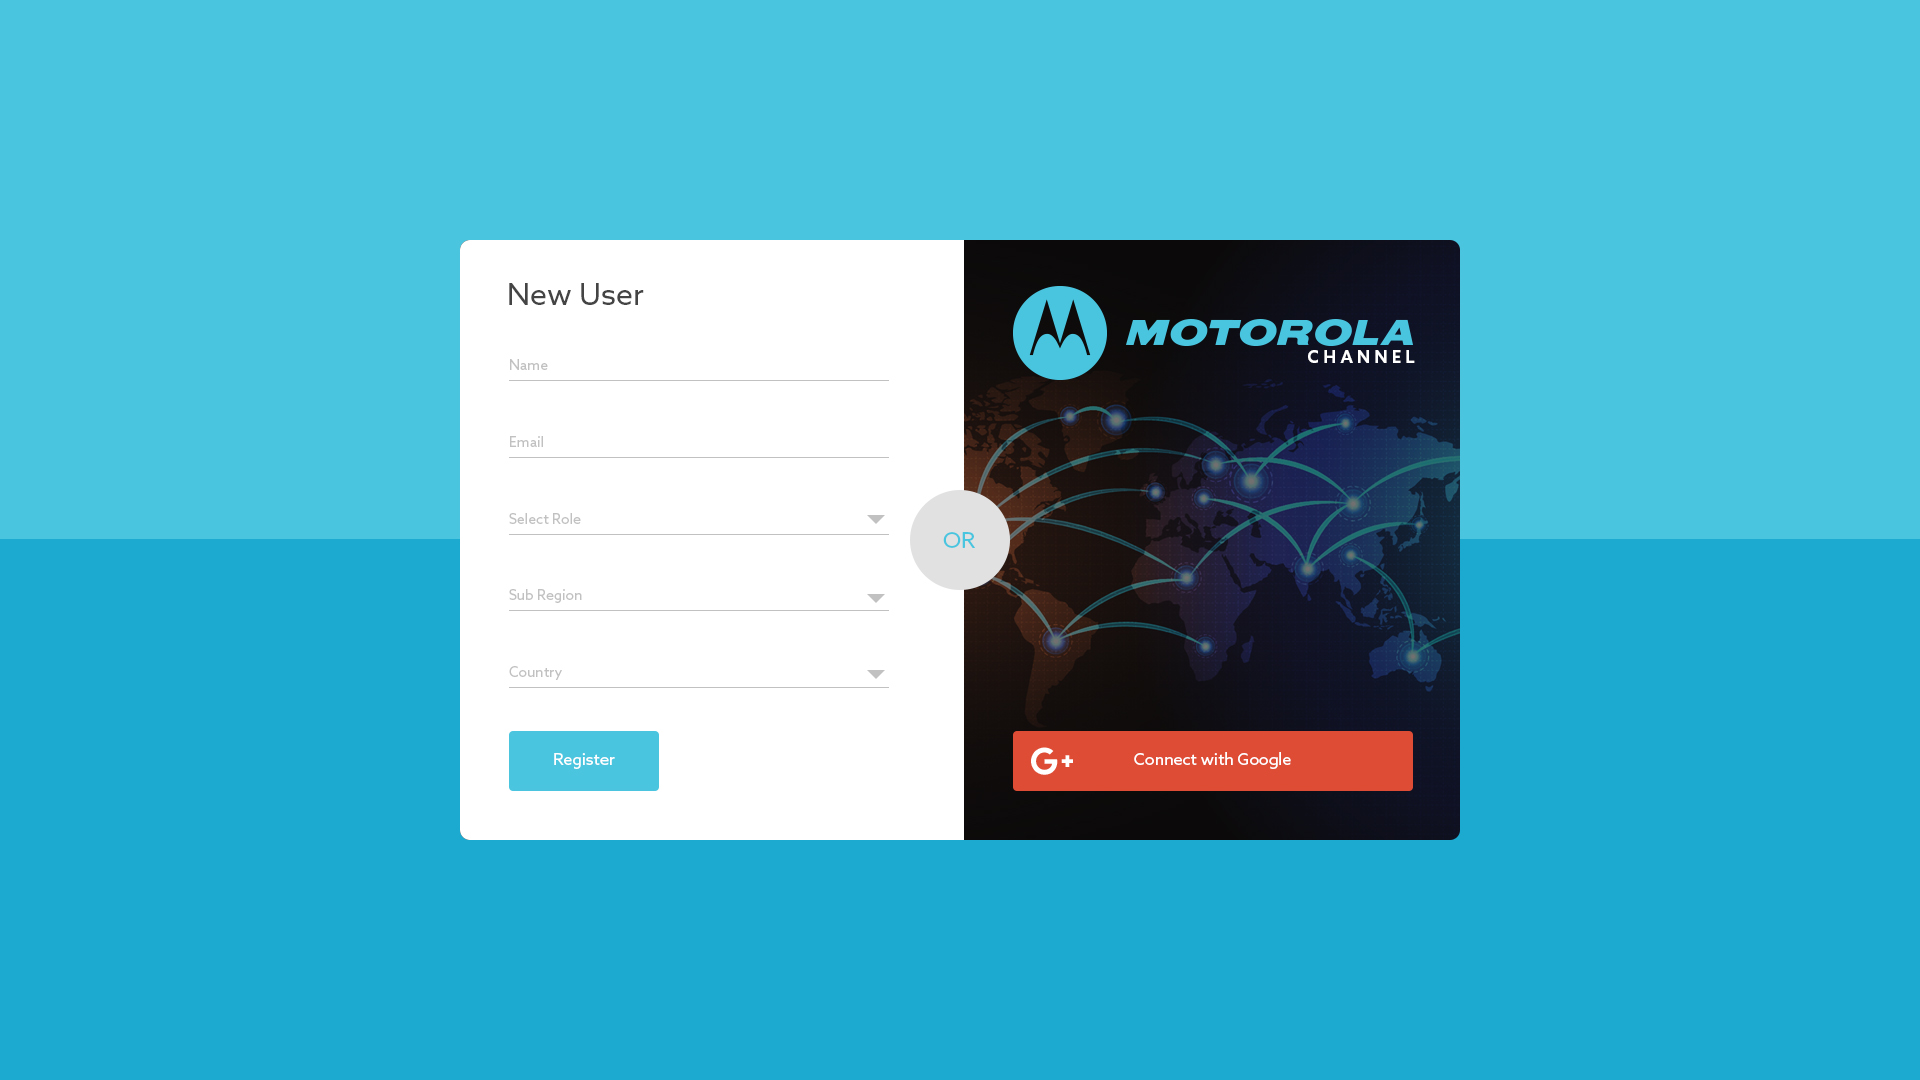 New User
Name
Email
Select Role
Sub Region
Country
Register
OR
MOTOROLA
CHANNEL
G+
Connect with Google